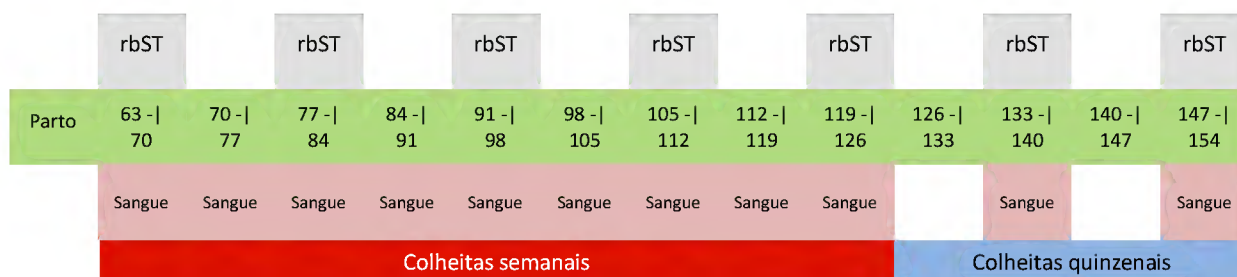 rbST rbST rbST rbST rbST rbST rbST
Parto 63 -| 70 -| 77 -| 84 -| 91 -| 98 -| 105 -| 112 -| 119 -| 126 -| 133 -| 140 -| 147 -|
70 77 84 91 98 105 112 119 126 133 140 147 154
Sangue Sangue Sangue Sangue Sangue Sangue Sangue Sangue Sangue Sangue Sangue
Colheitas semanais Colheitas quinzenais